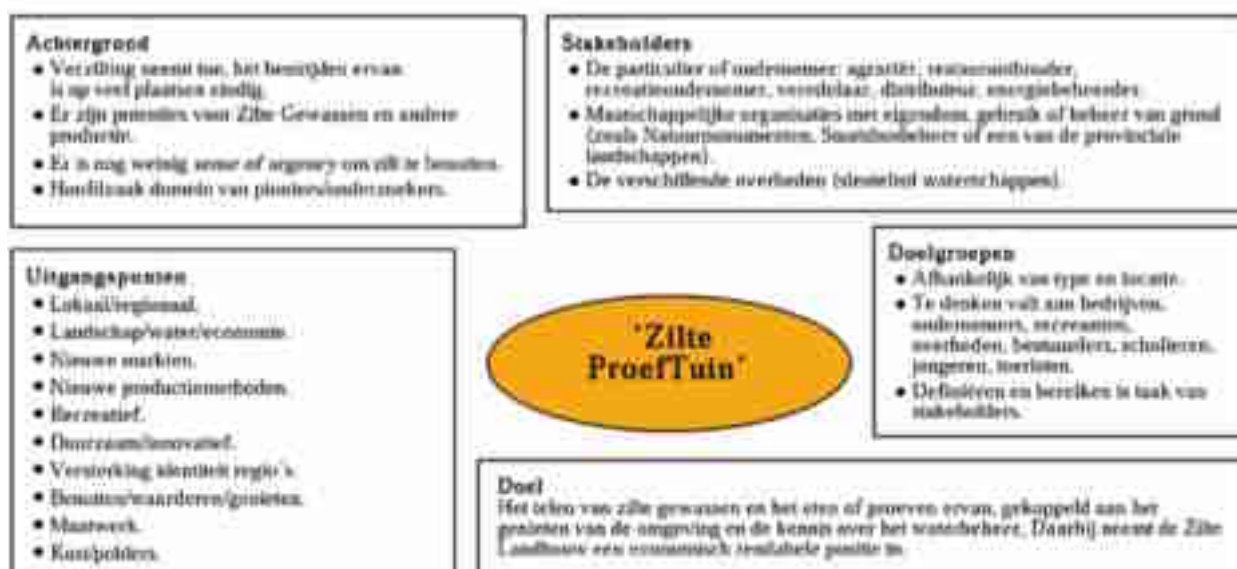 Achtergrond
• Verzilting neemt toe, het bestrijden ervan
is op veel plaatsen eindig.
• Er zijn potenties voor Zilte Gewassen en andere
productie.
• Er is nog weinig sense of urgency om zilt te benutten.
• Hoofdzaak domein van pioniers/onderzoekers.
Stakeholders
• De particulier of ondernemer: agrariër, restauranthouder,
recreatieondernemer, veredelaar, distributeur, energiebehoeder.
• Maatschappelijke organisaties met eigendom, gebruik of beheer van grond
(zoals Natuurmonumenten, Staatsbosbeheer of een van de provinciale
landschappen).
• De verschillende overheden (sleutelrol waterschappen).
Uitgangspunten
• Lokaal/regionaal.
• Landschap/water/economie.
• Nieuwe markten.
• Nieuwe productiemethoden.
• Recreatief.
• Duurzaam/innovatief.
• Versterking identiteit regio's.
• Benutten/waarderen/genieten.
• Maatwerk.
• Kust/polders.
'Zilte
ProefTuin'
Doelgroepen
• Afhankelijk van type en locatie.
• Te denken valt aan bedrijven,
ondernemers, recreanten,
overheden, bestuurders, scholieren,
jongeren, toeristen.
• Definiëren en bereiken is taak van
stakeholders.
Doel
Het telen van zilte gewassen en het eten of proeven ervan, gekoppeld aan het
genieten van de omgeving en de kennis over het waterbeheer. Daarbij neemt de Zilte
Landbouw een economisch rendabele positie in.